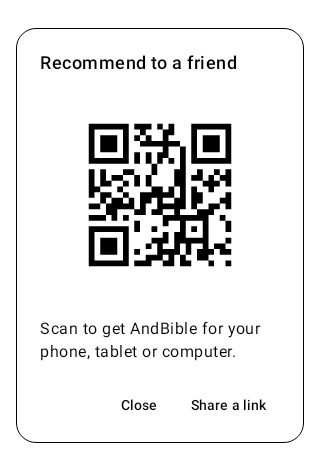 Recommend to a friend
Scan to get AndBible for your
phone, tablet or computer.
Close
Share a link